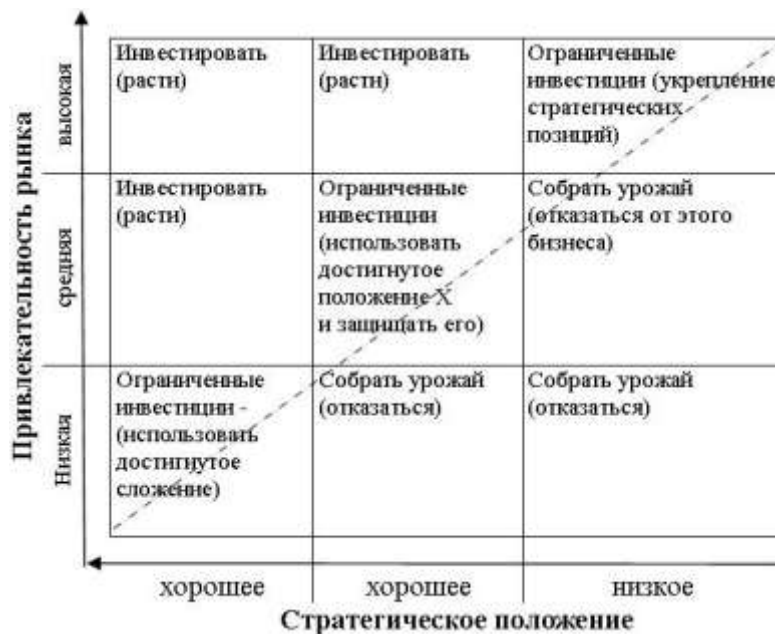 Привлекательность рынка
высокая
Инвестировать
(расти)
Инвестировать
(расти)
Ограниченные
инвестиции (укрепление
стратегических
позиций)
средняя
Инвестировать
(расти)
Ограниченные
инвестиции
(использовать
достигнутое
положение X
и защищать его)
Собрать урожай
(отказаться от этого
бизнеса)
Низкая
Ограниченные
инвестиции -
(использовать
достигнутое
сложение)
Собрать урожай
(отказаться)
Собрать урожай
(отказаться)
хорошее
хорошее
низкое
Стратегическое положение